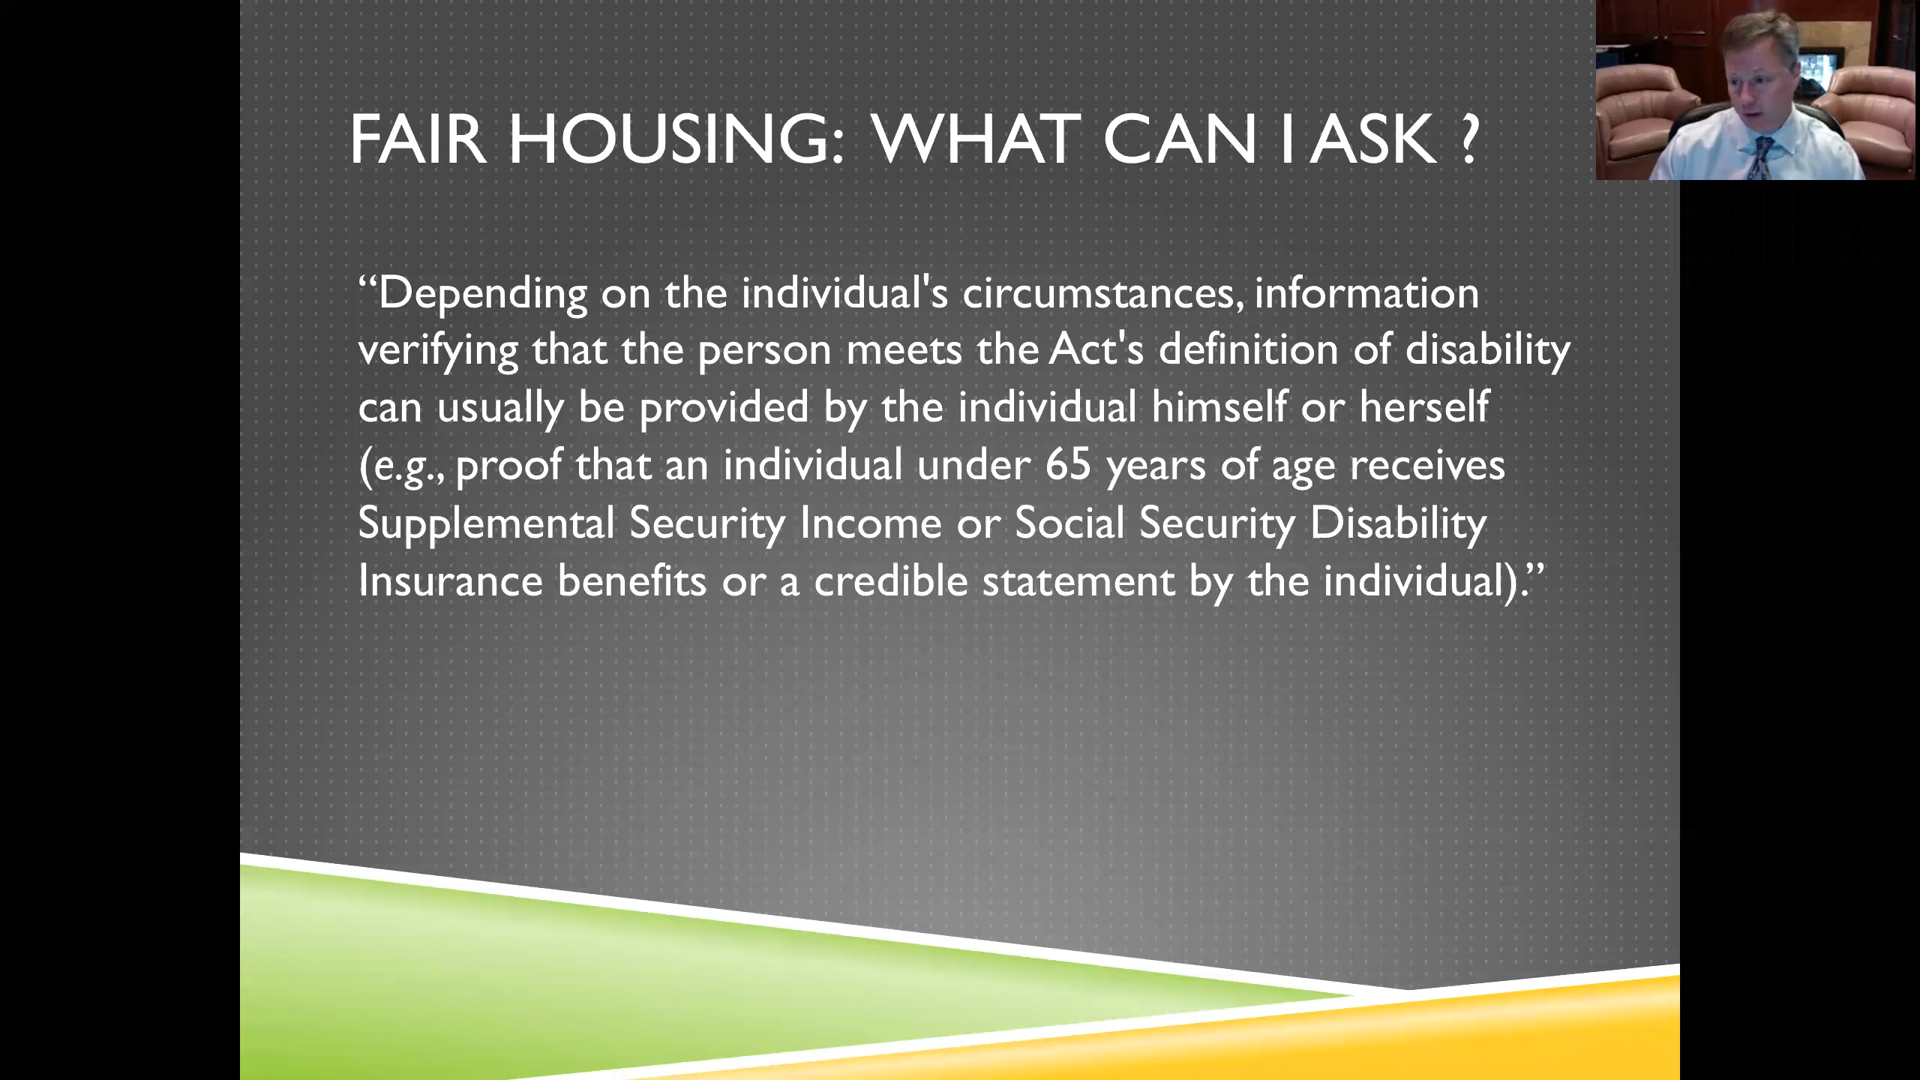 FAIR HOUSING: WHAT CAN I ASK ?
“Depending on the individual's circumstances, information
verifying that the person meets the Act's definition of disability
can usually be provided by the individual himself or herself
(e.g., proof that an individual under 65 years of age receives
Supplemental Security Income or Social Security Disability
Insurance benefits or a credible statement by the individual).”